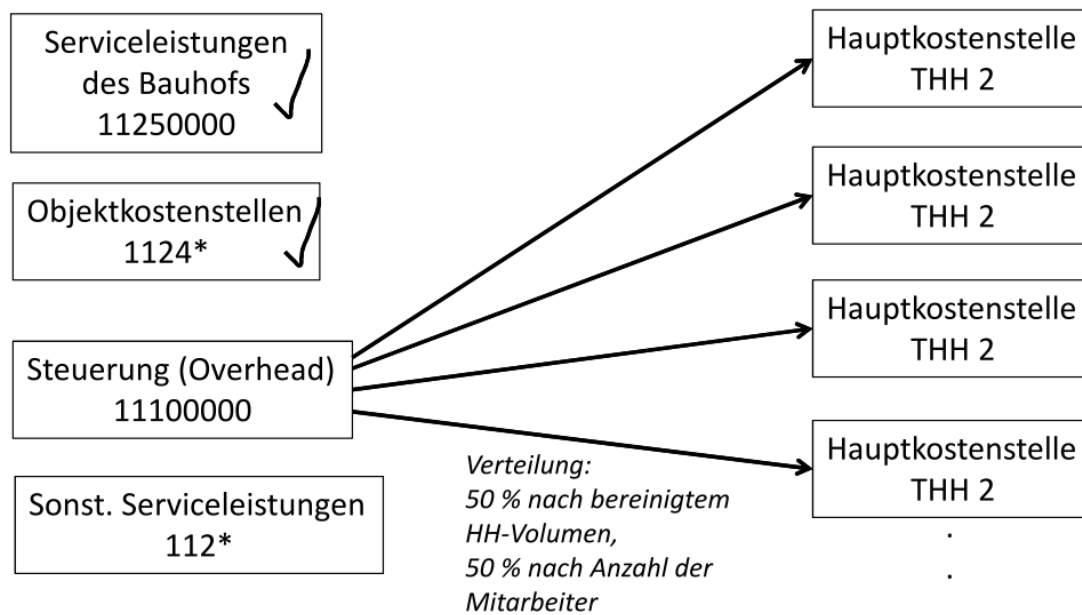 Serviceleistungen
des Bauhofs
11250000
Objektkostenstellen
1124*
Steuerung (Overhead)
11100000
Sonst. Serviceleistungen
112*
Verteilung:
50 % nach bereinigtem
HH-Volumen,
50 % nach Anzahl der
Mitarbeiter
Hauptkostenstelle
THH 2
Hauptkostenstelle
THH 2
Hauptkostenstelle
THH 2
Hauptkostenstelle
THH 2
.
.